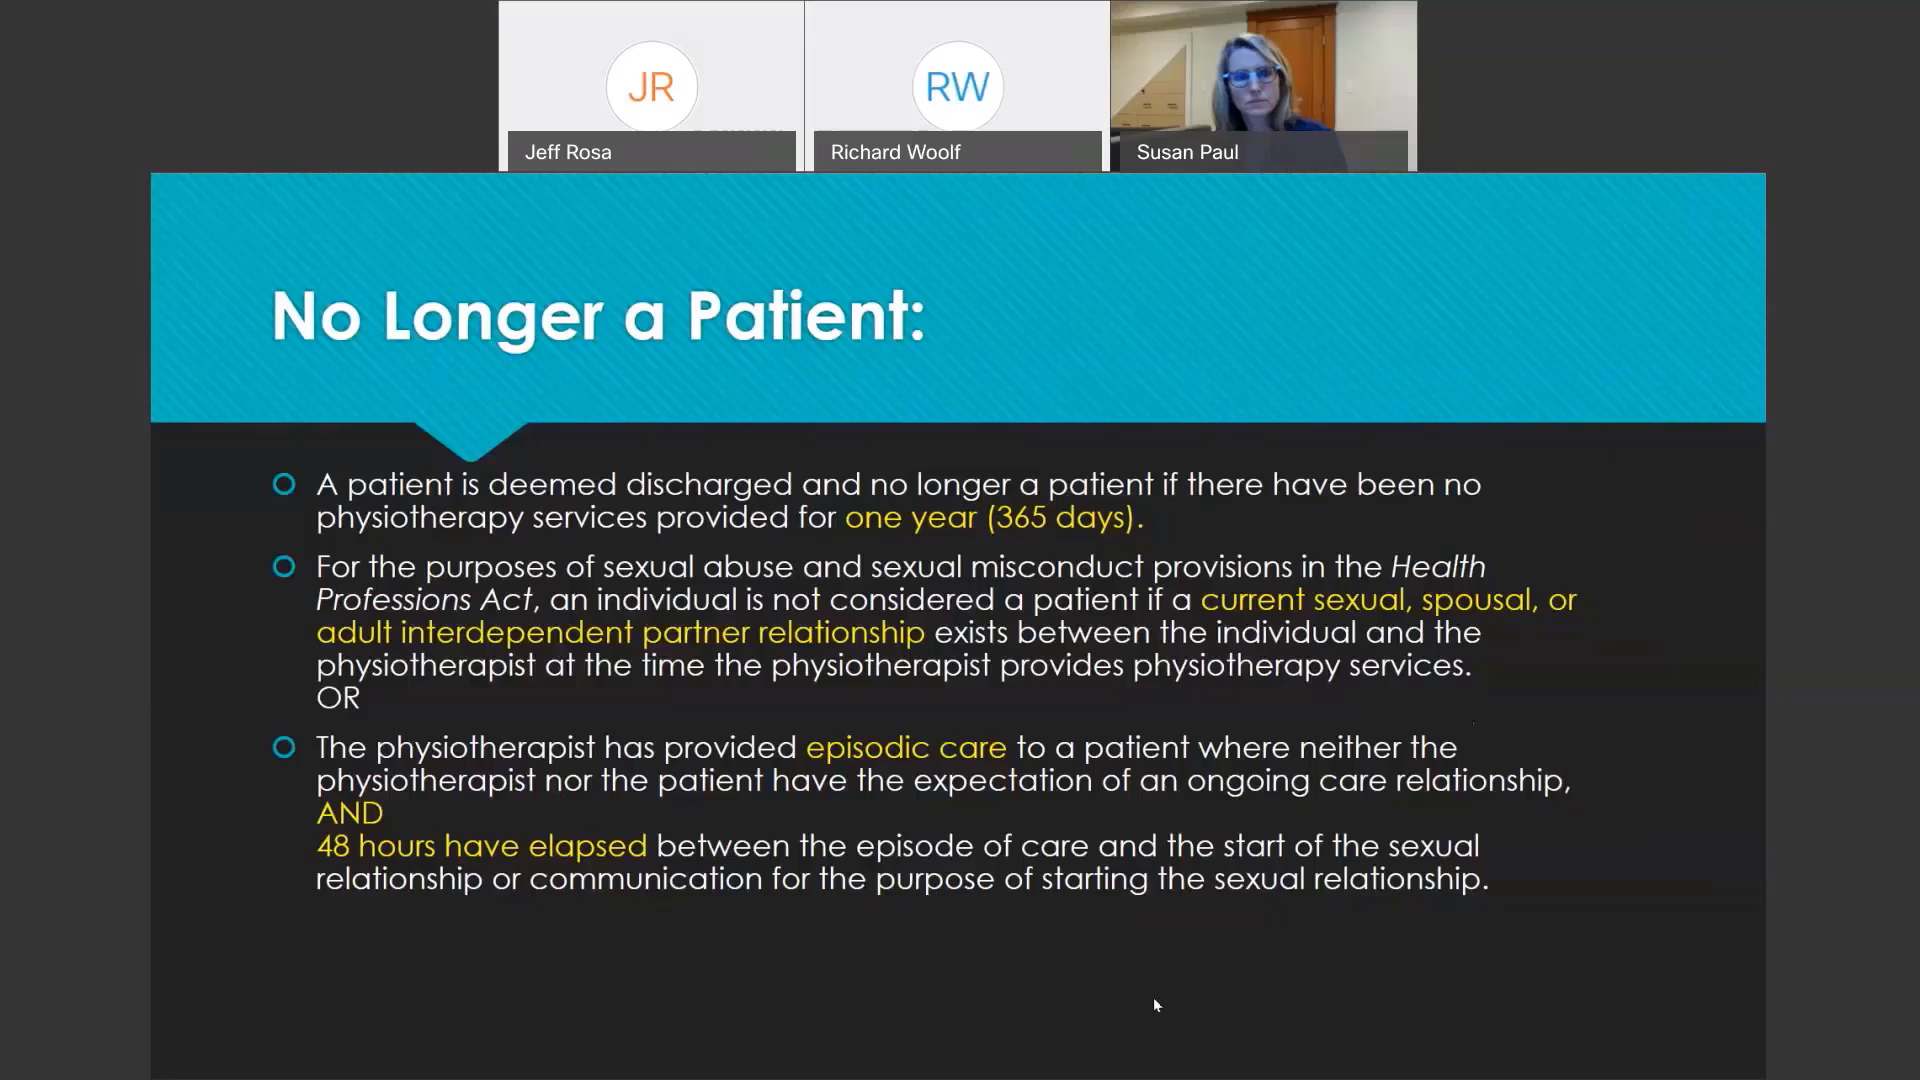 JR
RW
Jeff Rosa
Richard Woolf
Susan Paul
No Longer a Patient:
A patient is deemed discharged and no longer a patient if there have been no
physiotherapy services provided for one year (365 days).
For the purposes of sexual abuse and sexual misconduct provisions in the Health
Professions Act, an individual is not considered a patient if a current sexual, spousal, or
adult interdependent partner relationship exists between the individual and the
physiotherapist at the time the physiotherapist provides physiotherapy services.
OR
The physiotherapist has provided episodic care to a patient where neither the
physiotherapist nor the patient have the expectation of an ongoing care relationship,
AND
48 hours have elapsed between the episode of care and the start of the sexual
relationship or communication for the purpose of starting the sexual relationship.